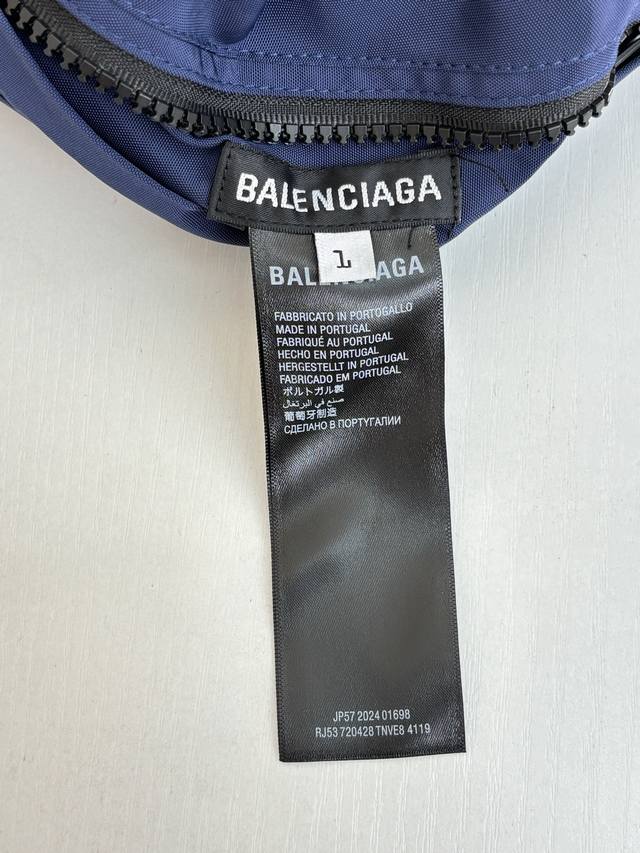 BALENCIAGA
L
BALENCIAGA
FABBRICATO IN PORTOGALLO
MADE IN PORTUGAL
FABRIQUÉ AU PORTUGAL
HECHO EN PORTUGAL
HERGESTELLT IN PORTUGAL
FABRICADO EM PORTUGAL
ポルトガル製
صنع في البرتغال
葡萄牙制造
СДЕЛАНО В ПОРТУГАЛИИ
JP57 2024 01698
RJ53 720428 TNVE8 4119